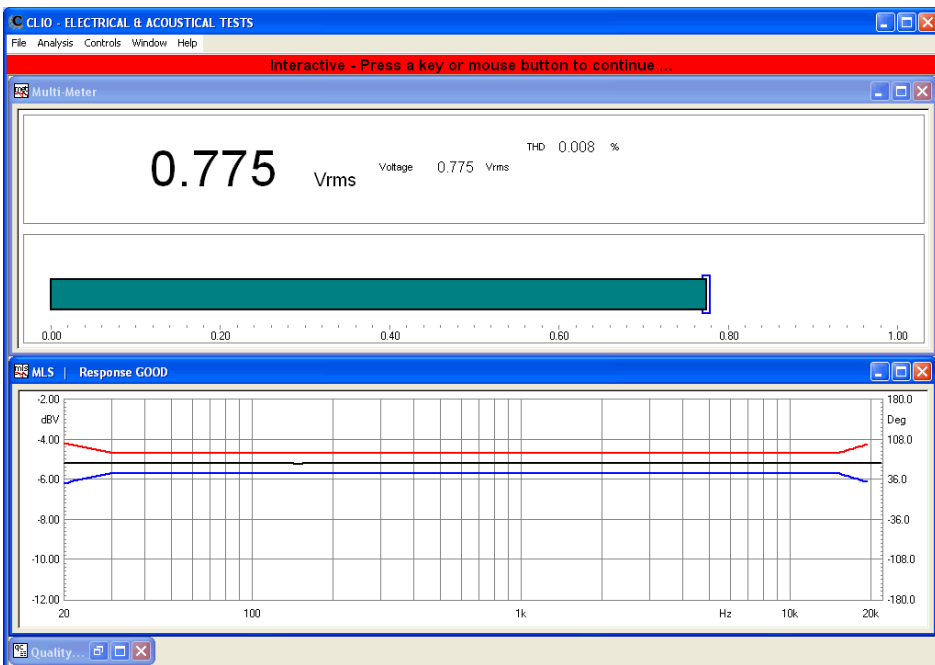 CLIO - ELECTRICAL & ACOUSTICAL TESTS
File Analysis Controls Window Help
Interactive - Press a key or mouse button to continue ...
Multi-Meter
THD 0.008 %
0.775 Vrms Voltage 0.775 Vrms
0.00 0.20 0.40 0.60 0.80 1.00
MLS | Response GOOD
-2.00 180.0
dBV Deg
-4.00 108.0
-6.00 36.0
-8.00 -36.0
-10.00 -108.0
-12.00 -180.0
20 100 1k Hz 10k 20k
Quality...